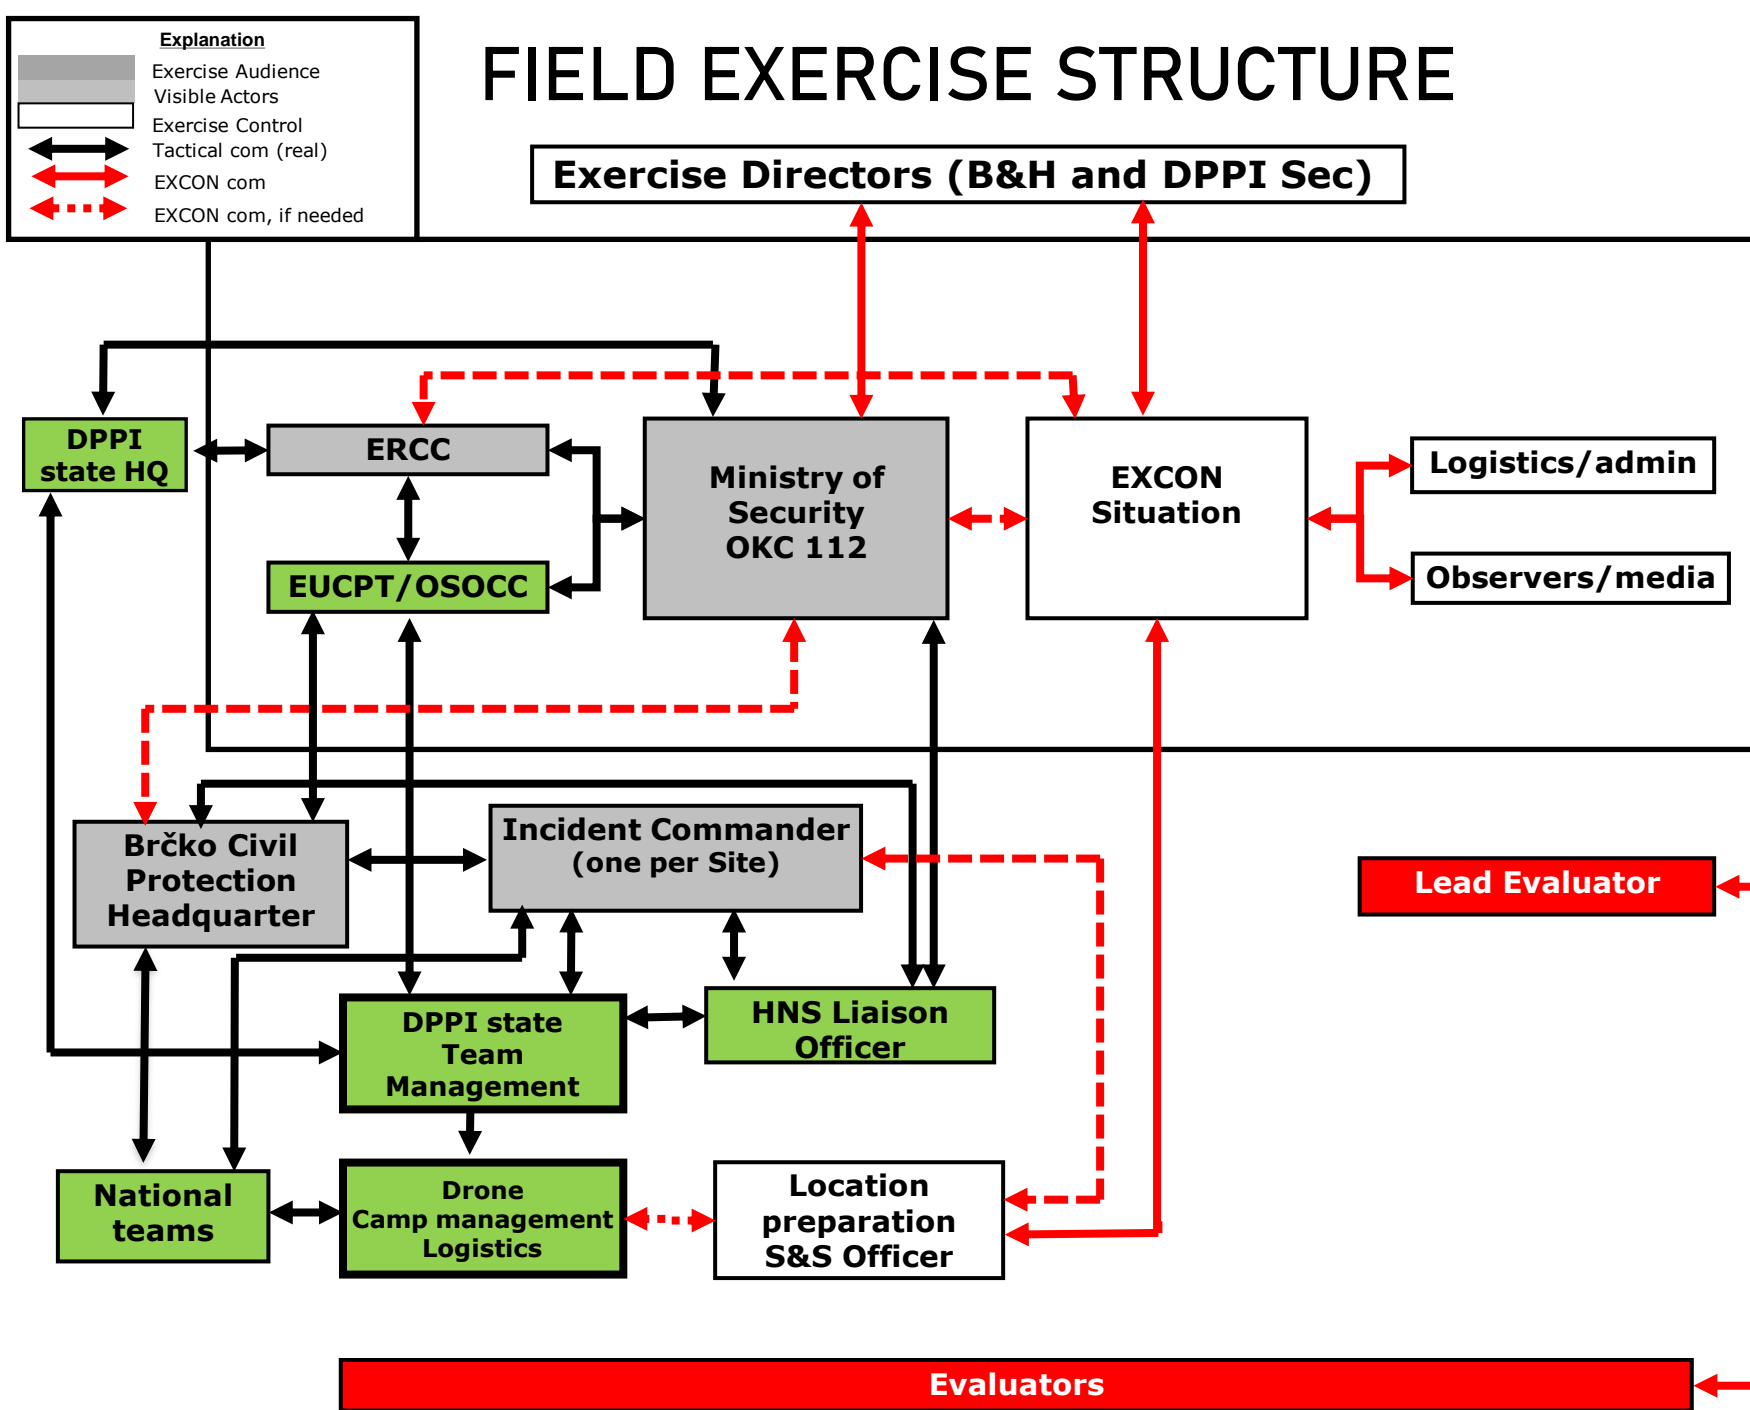 Explanation
Exercise Audience
Visible Actors
Exercise Control
Tactical com (real)
EXCON com
EXCON com, if needed
FIELD EXERCISE STRUCTURE
Exercise Directors (B&H and DPPI Sec)
DPPI
state HQ
ERCC
EUCPT/OSOCC
Ministry of
Security
OKC 112
EXCON
Situation
Logistics/admin
Observers/media
Brčko Civil
Protection
Headquarter
Incident Commander
(one per Site)
Lead Evaluator
DPPI state
Team
Management
HNS Liaison
Officer
National
teams
Drone
Camp management
Logistics
Location
preparation
S&S Officer
Evaluators